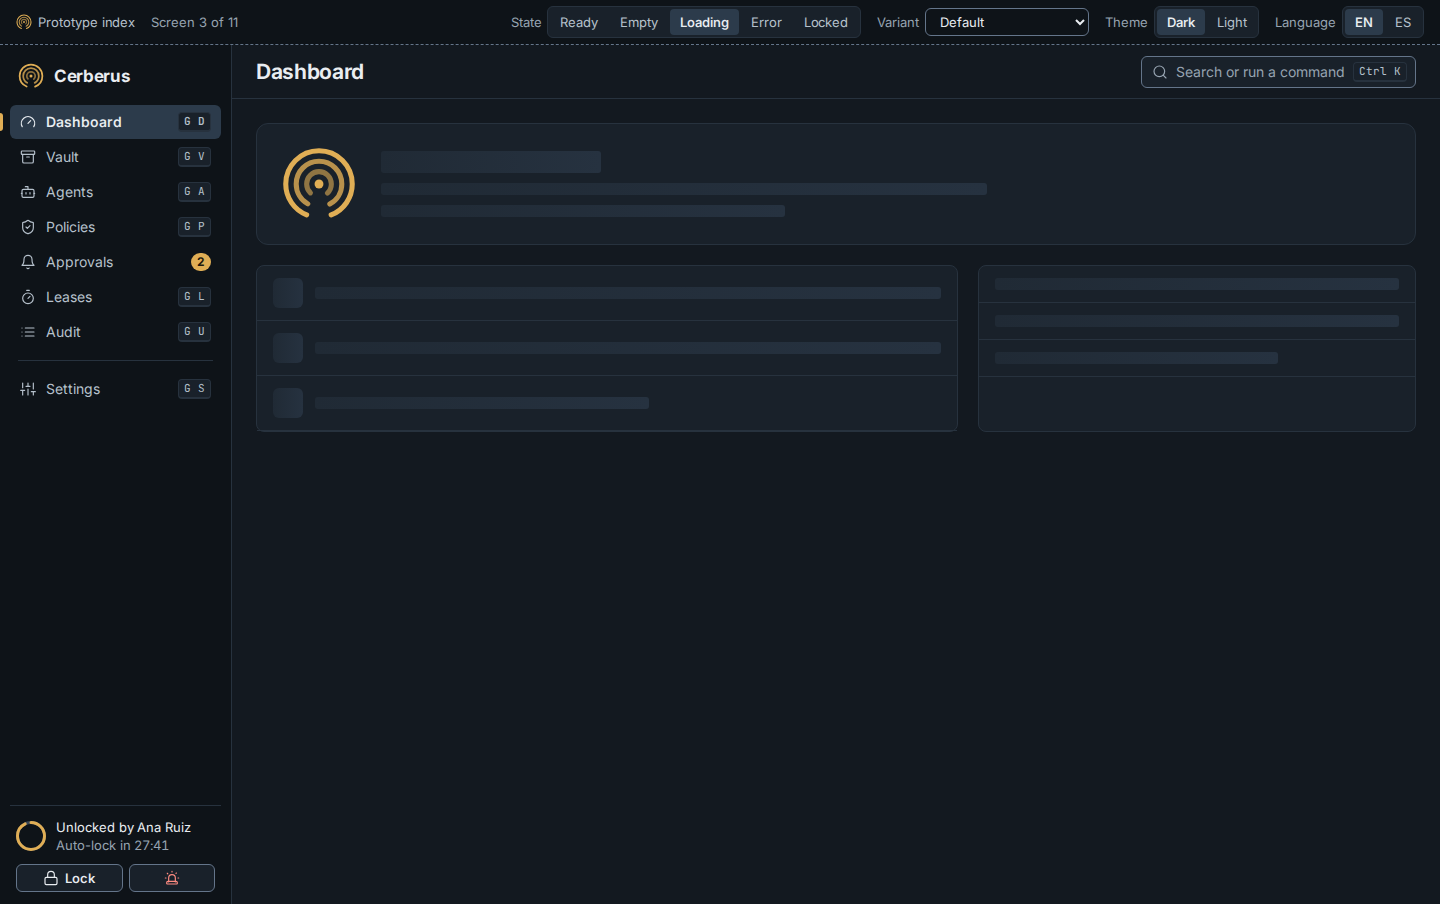 Prototype index Screen 3 of 11 State Ready Empty Loading Error Locked Variant Default Theme Dark Light Language EN ES
Cerberus
Dashboard
Search or run a command Ctrl K
Dashboard G D
Vault G V
Agents G A
Policies G P
Approvals 2
Leases G L
Audit G U
Settings G S
Unlocked by Ana Ruiz
Auto-lock in 27:41
Lock